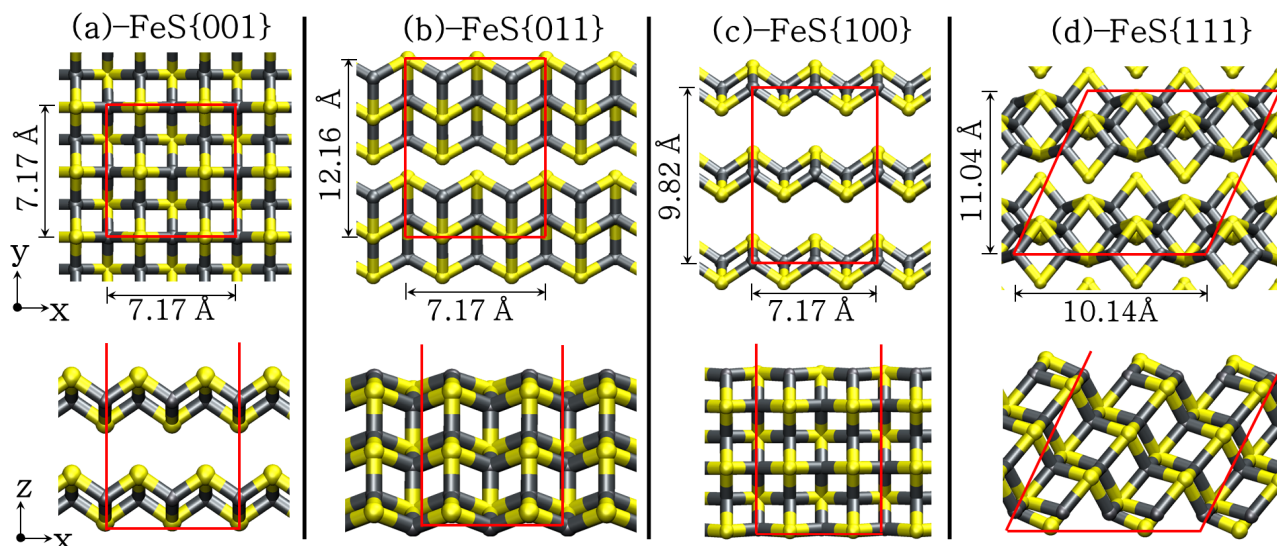 (a)–FeS{001}
(b)–FeS{011}
(c)–FeS{100}
(d)–FeS{111}
7.17 Å
12.16 Å
9.82 Å
11.04 Å
y
x
7.17 Å
7.17 Å
7.17 Å
10.14Å
z
x